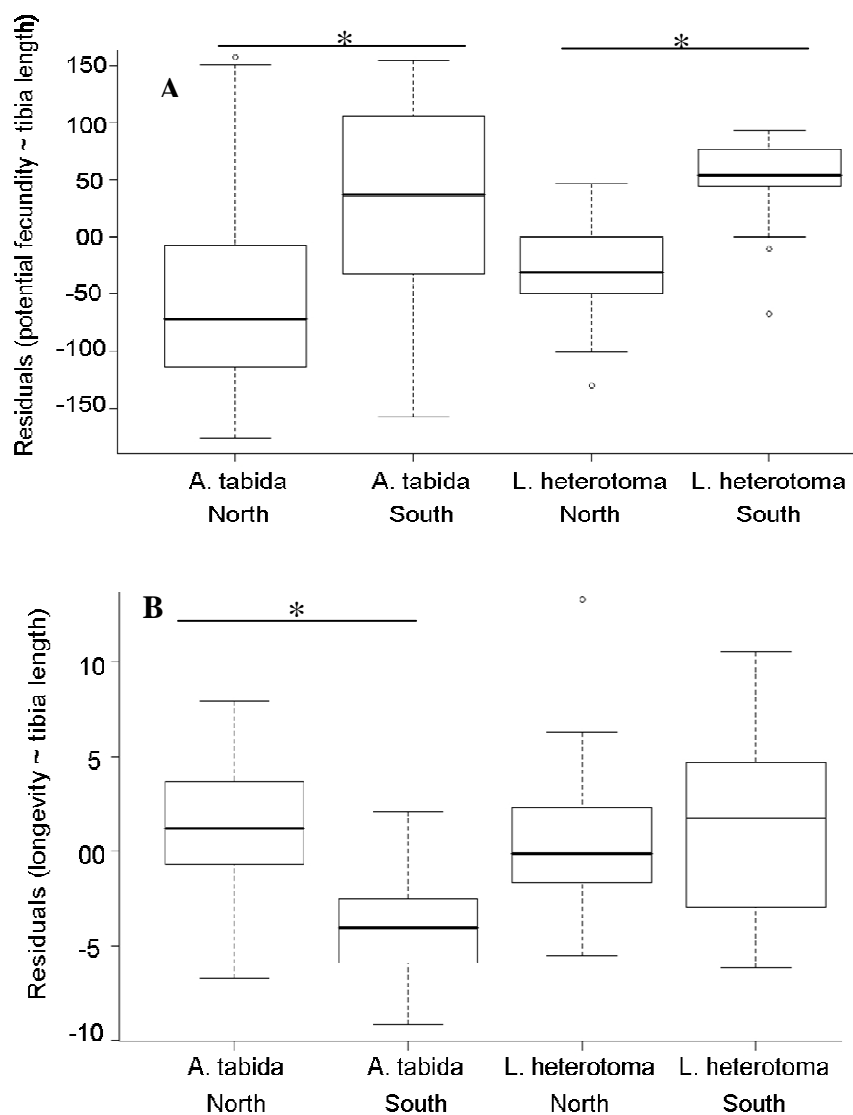 *
*
A
Residuals (potential fecundity ~ tibia length)
150
100
50
00
-50
-100
-150
A. tabida
North
A. tabida
South
L. heterotoma
North
L. heterotoma
South
B
*
Residuals (longevity ~ tibia length)
10
5
00
-5
-10
A. tabida
North
A. tabida
South
L. heterotoma
North
L. heterotoma
South